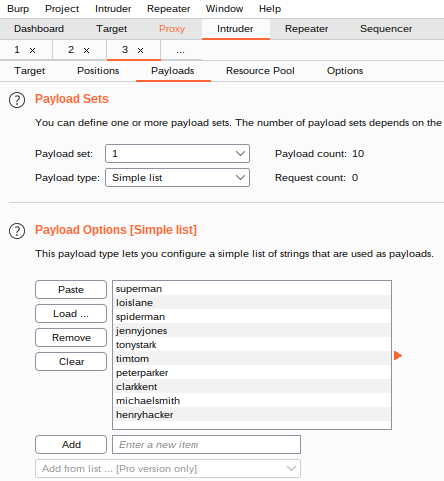 Burp Project Intruder Repeater Window Help
Dashboard Target Proxy Intruder Repeater Sequencer
1 × 2 × 3 × ...
Target Positions Payloads Resource Pool Options
? Payload Sets
You can define one or more payload sets. The number of payload sets depends on the
Payload set: 1 Payload count: 10
Payload type: Simple list Request count: 0
? Payload Options [Simple list]
This payload type lets you configure a simple list of strings that are used as payloads.
Paste
Load ...
Remove
Clear
superman
loislane
spiderman
jennyjones
tonystark
timtom
peterparker
clarkkent
michaelsmith
henryhacker
Add Enter a new item
Add from list ... [Pro version only]